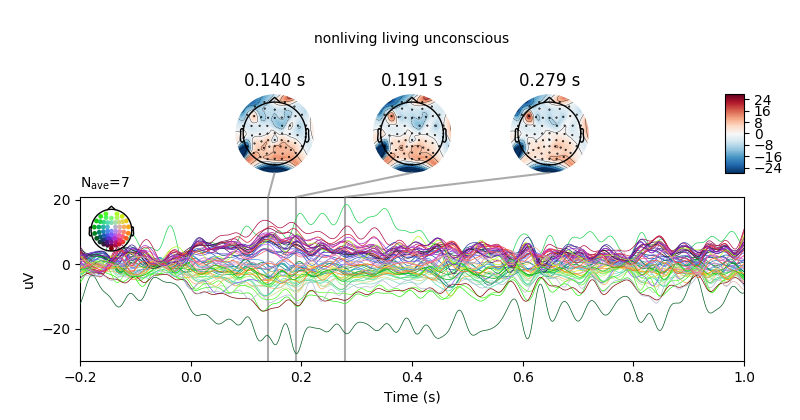 nonliving living unconscious
0.140 s 0.191 s 0.279 s
24
16
8
0
−8
−16
−24
Nave=7
20
0
−20
uV
−0.2 0.0 0.2 0.4 0.6 0.8 1.0
Time (s)